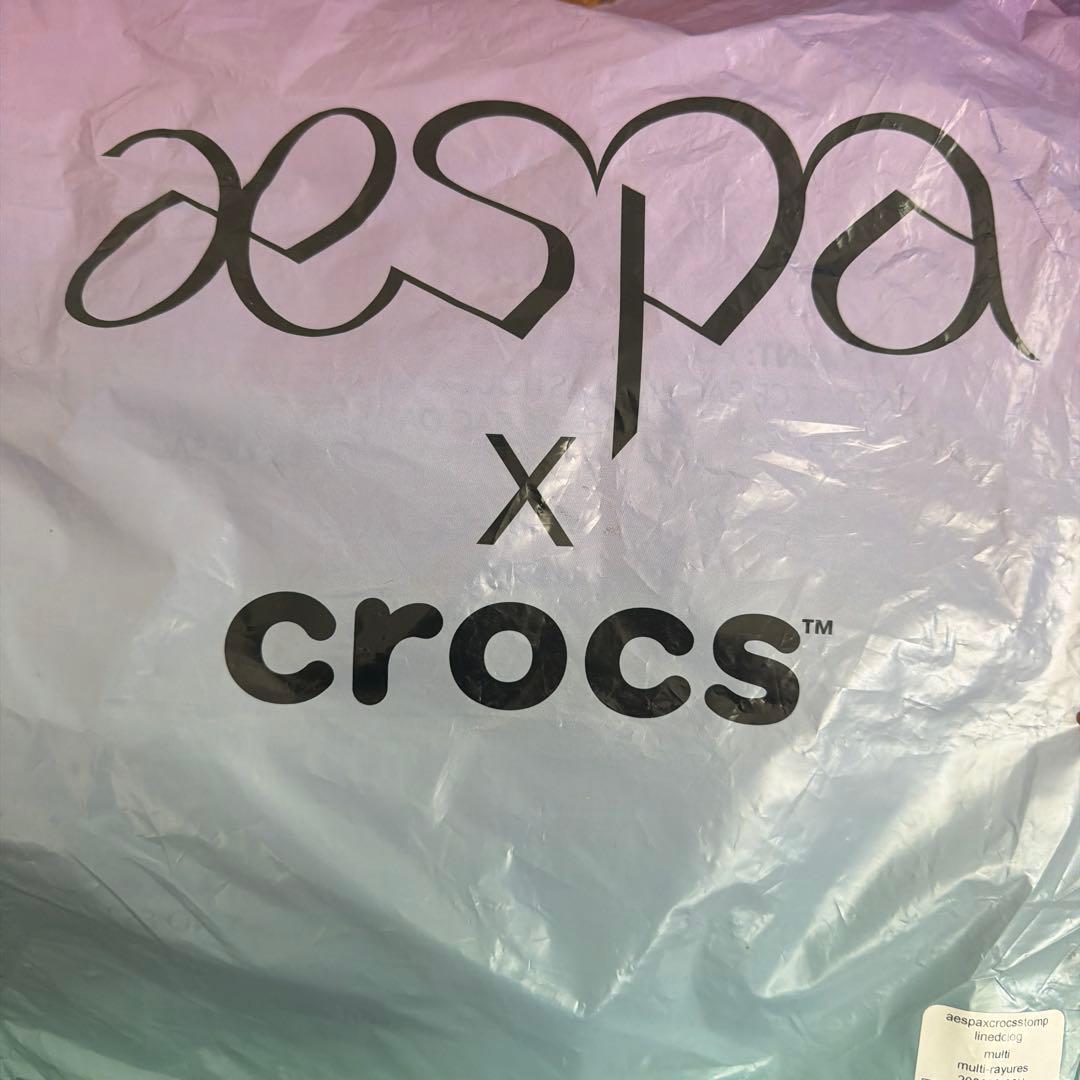 aespa
X
crocs™
aespaxcrocsstomp
linedclog
multi
multi-rayures